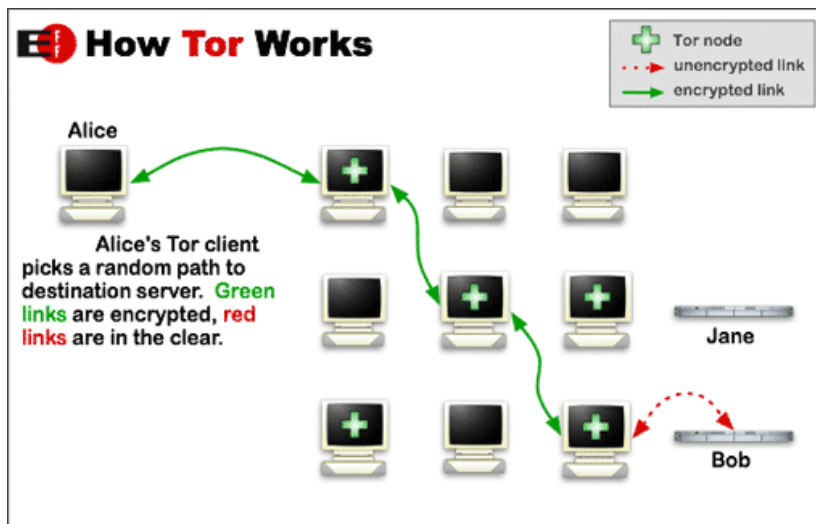 EFF How Tor Works
Tor node
unencrypted link
encrypted link
Alice
Alice's Tor client
picks a random path to
destination server. Green
links are encrypted, red
links are in the clear.
Jane
Bob